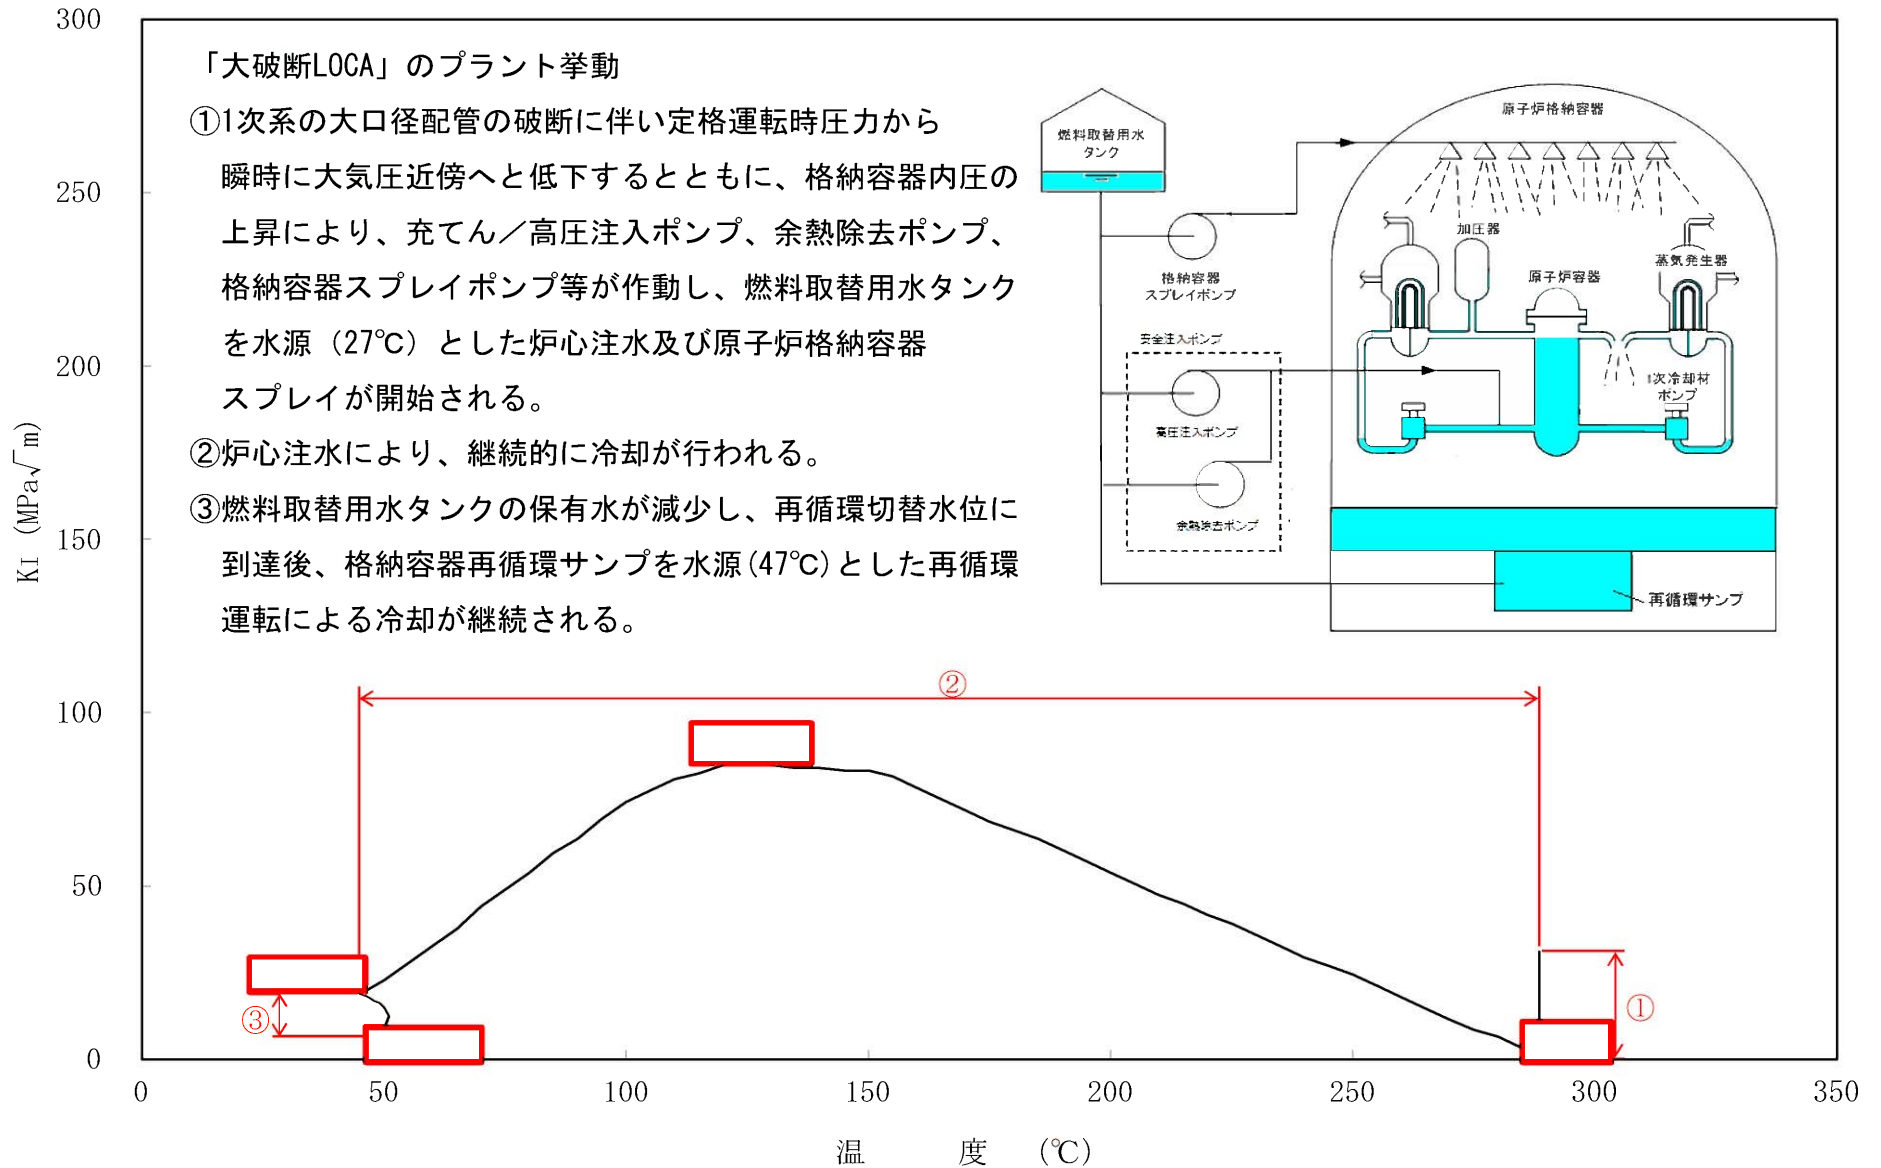 300
250
200
150
100
50
0
KI (MPa√m)
「大破断LOCA」のプラント挙動
①1次系の大口径配管の破断に伴い定格運転時圧力から
瞬時に大気圧近傍へと低下するとともに、格納容器内圧の
上昇により、充てん／高圧注入ポンプ、余熱除去ポンプ、
格納容器スプレイポンプ等が作動し、燃料取替用水タンク
を水源（27℃）とした炉心注水及び原子炉格納容器
スプレイが開始される。
②炉心注水により、継続的に冷却が行われる。
③燃料取替用水タンクの保有水が減少し、再循環切替水位に
到達後、格納容器再循環サンプを水源(47℃)とした再循環
運転による冷却が継続される。
燃料取替用水
タンク
原子炉格納容器
加圧器
蒸気発生器
原子炉容器
格納容器
スプレイポンプ
安全注入ポンプ
高圧注入ポンプ
余熱除去ポンプ
1次冷却材
ポンプ
再循環サンプ
②
③
①
0 50 100 150 200 250 300 350
温 度 (℃)